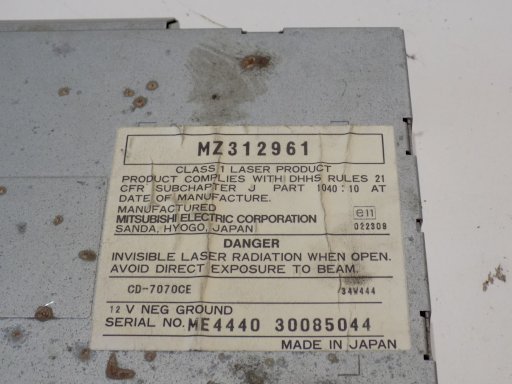 MZ312961
CLASS 1 LASER PRODUCT
PRODUCT COMPLIES WITH DHHS RULES 21
CFR SUBCHAPTER J PART 1040:10 AT
DATE OF MANUFACTURE.
MANUFACTURED
MITSUBISHI ELECTRIC CORPORATION
SANDA, HYOGO, JAPAN
e11
022309
DANGER
INVISIBLE LASER RADIATION WHEN OPEN.
AVOID DIRECT EXPOSURE TO BEAM.
CD-7070CE 34W444
12 V NEG GROUND
SERIAL NO. ME4440 30085044
MADE IN JAPAN